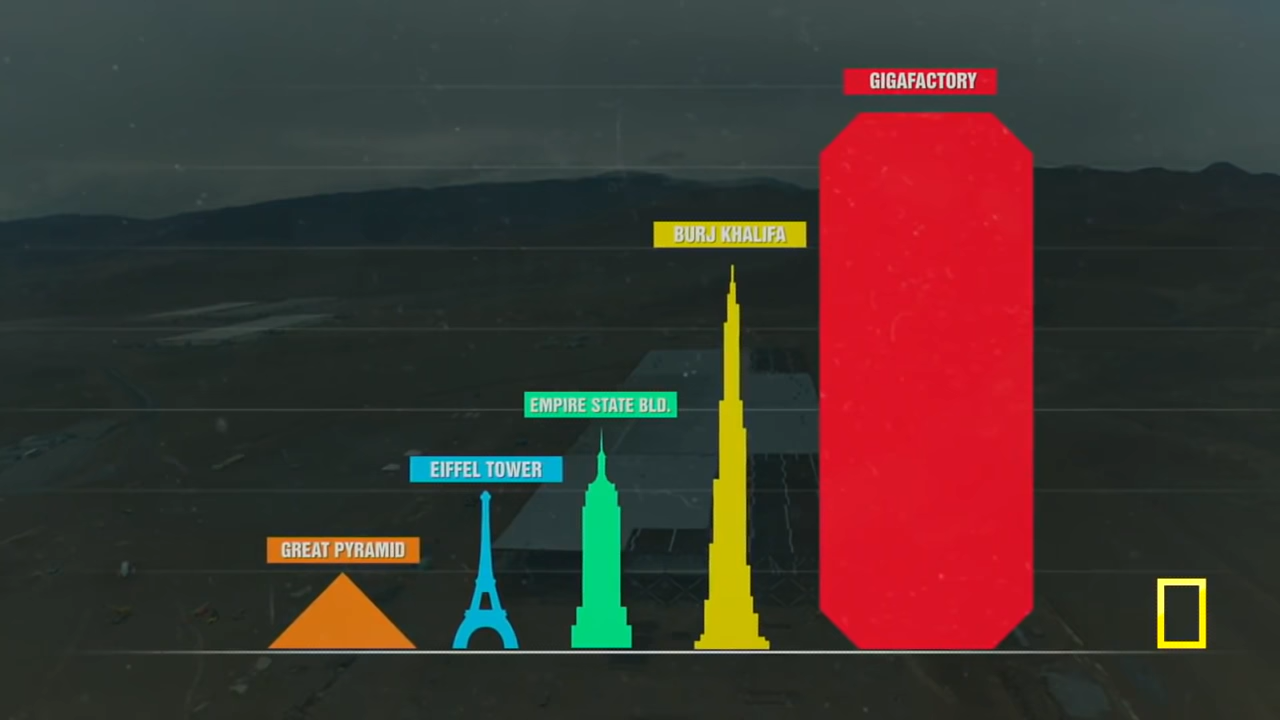 GIGAFACTORY
BURJ KHALIFA
EMPIRE STATE BLD.
EIFFEL TOWER
GREAT PYRAMID